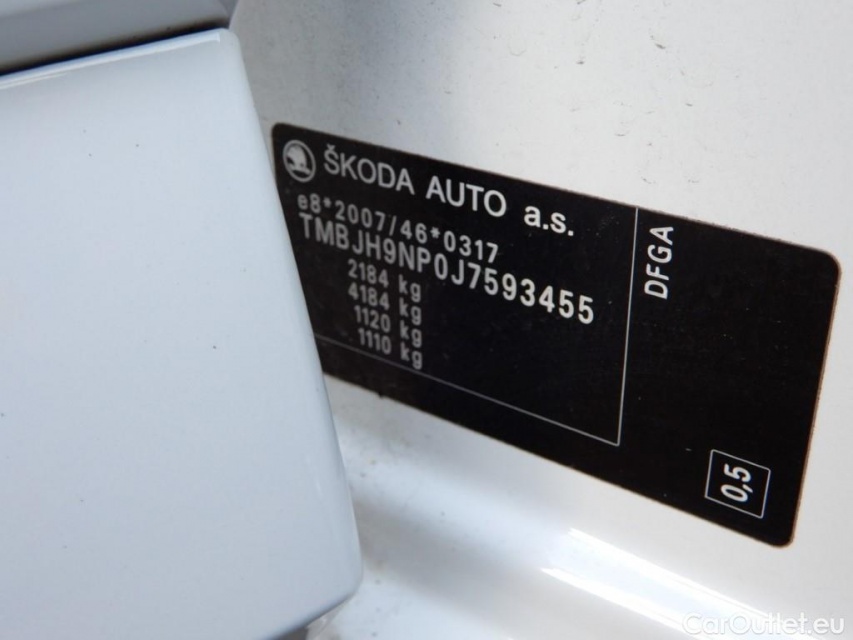 ŠKODA AUTO a.s.
e8*2007/46*0317
TMBJH9NP0J7593455
2184 kg
4184 kg
1120 kg
1110 kg
DFGA
0,5
CarOutlet.eu